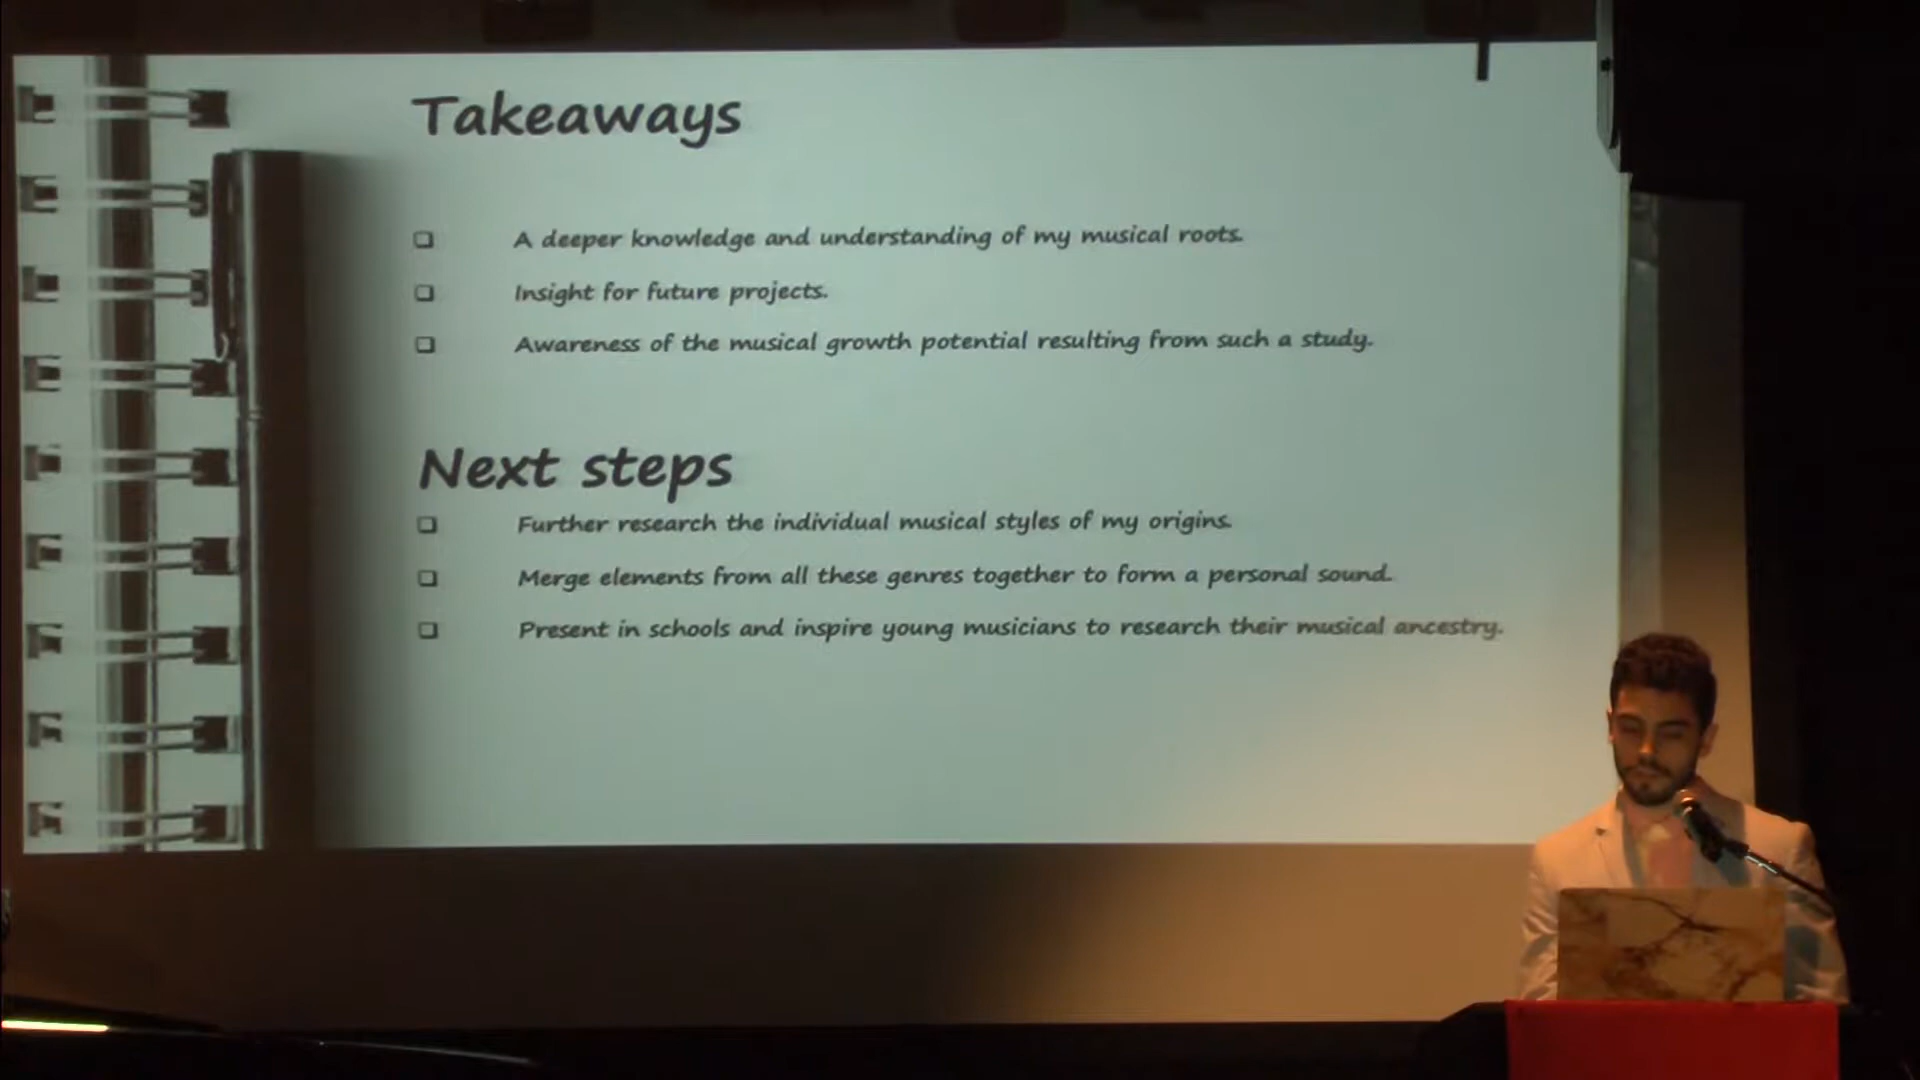 Takeaways
A deeper knowledge and understanding of my musical roots.
Insight for future projects.
Awareness of the musical growth potential resulting from such a study.
Next steps
Further research the individual musical styles of my origins.
Merge elements from all these genres together to form a personal sound.
Present in schools and inspire young musicians to research their musical ancestry.